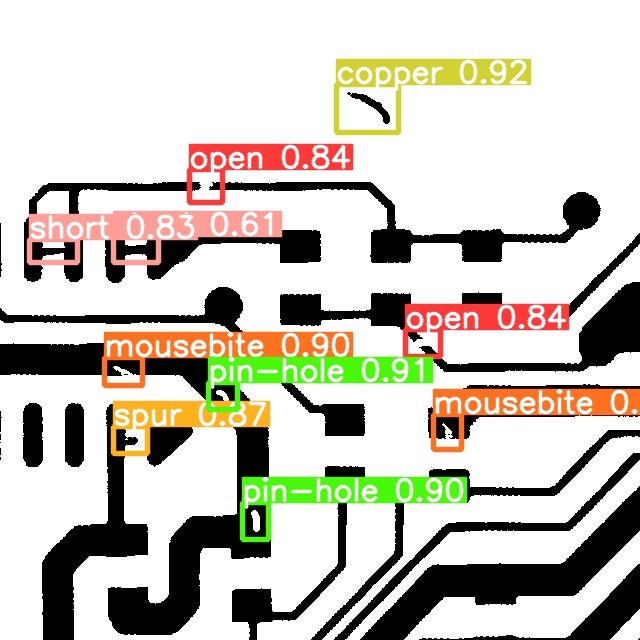 copper 0.92
open 0.84
short 0.83 0.61
open 0.84
mousebite 0.90
pin-hole 0.91
mousebite 0.
spur 0.87
pin-hole 0.90